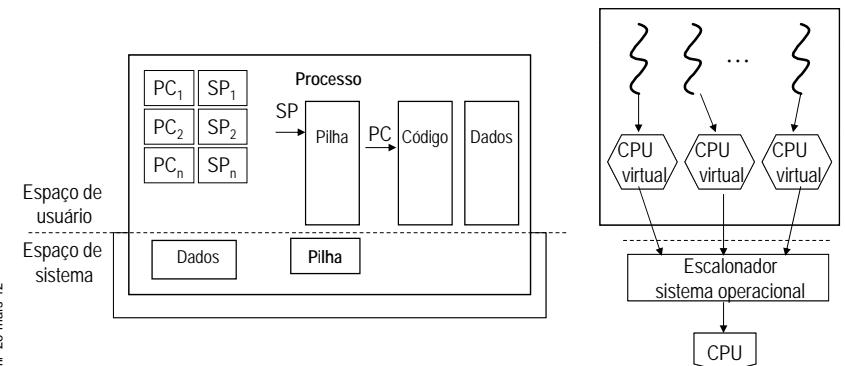 Processo
PC1 SP1
PC2 SP2
PCn SPn
SP
Pilha
PC
Código
Dados
Espaço de
usuário
Espaço de
sistema
Dados
Pilha
...
CPU
virtual
CPU
virtual
CPU
virtual
Escalonador
sistema operacional
CPU